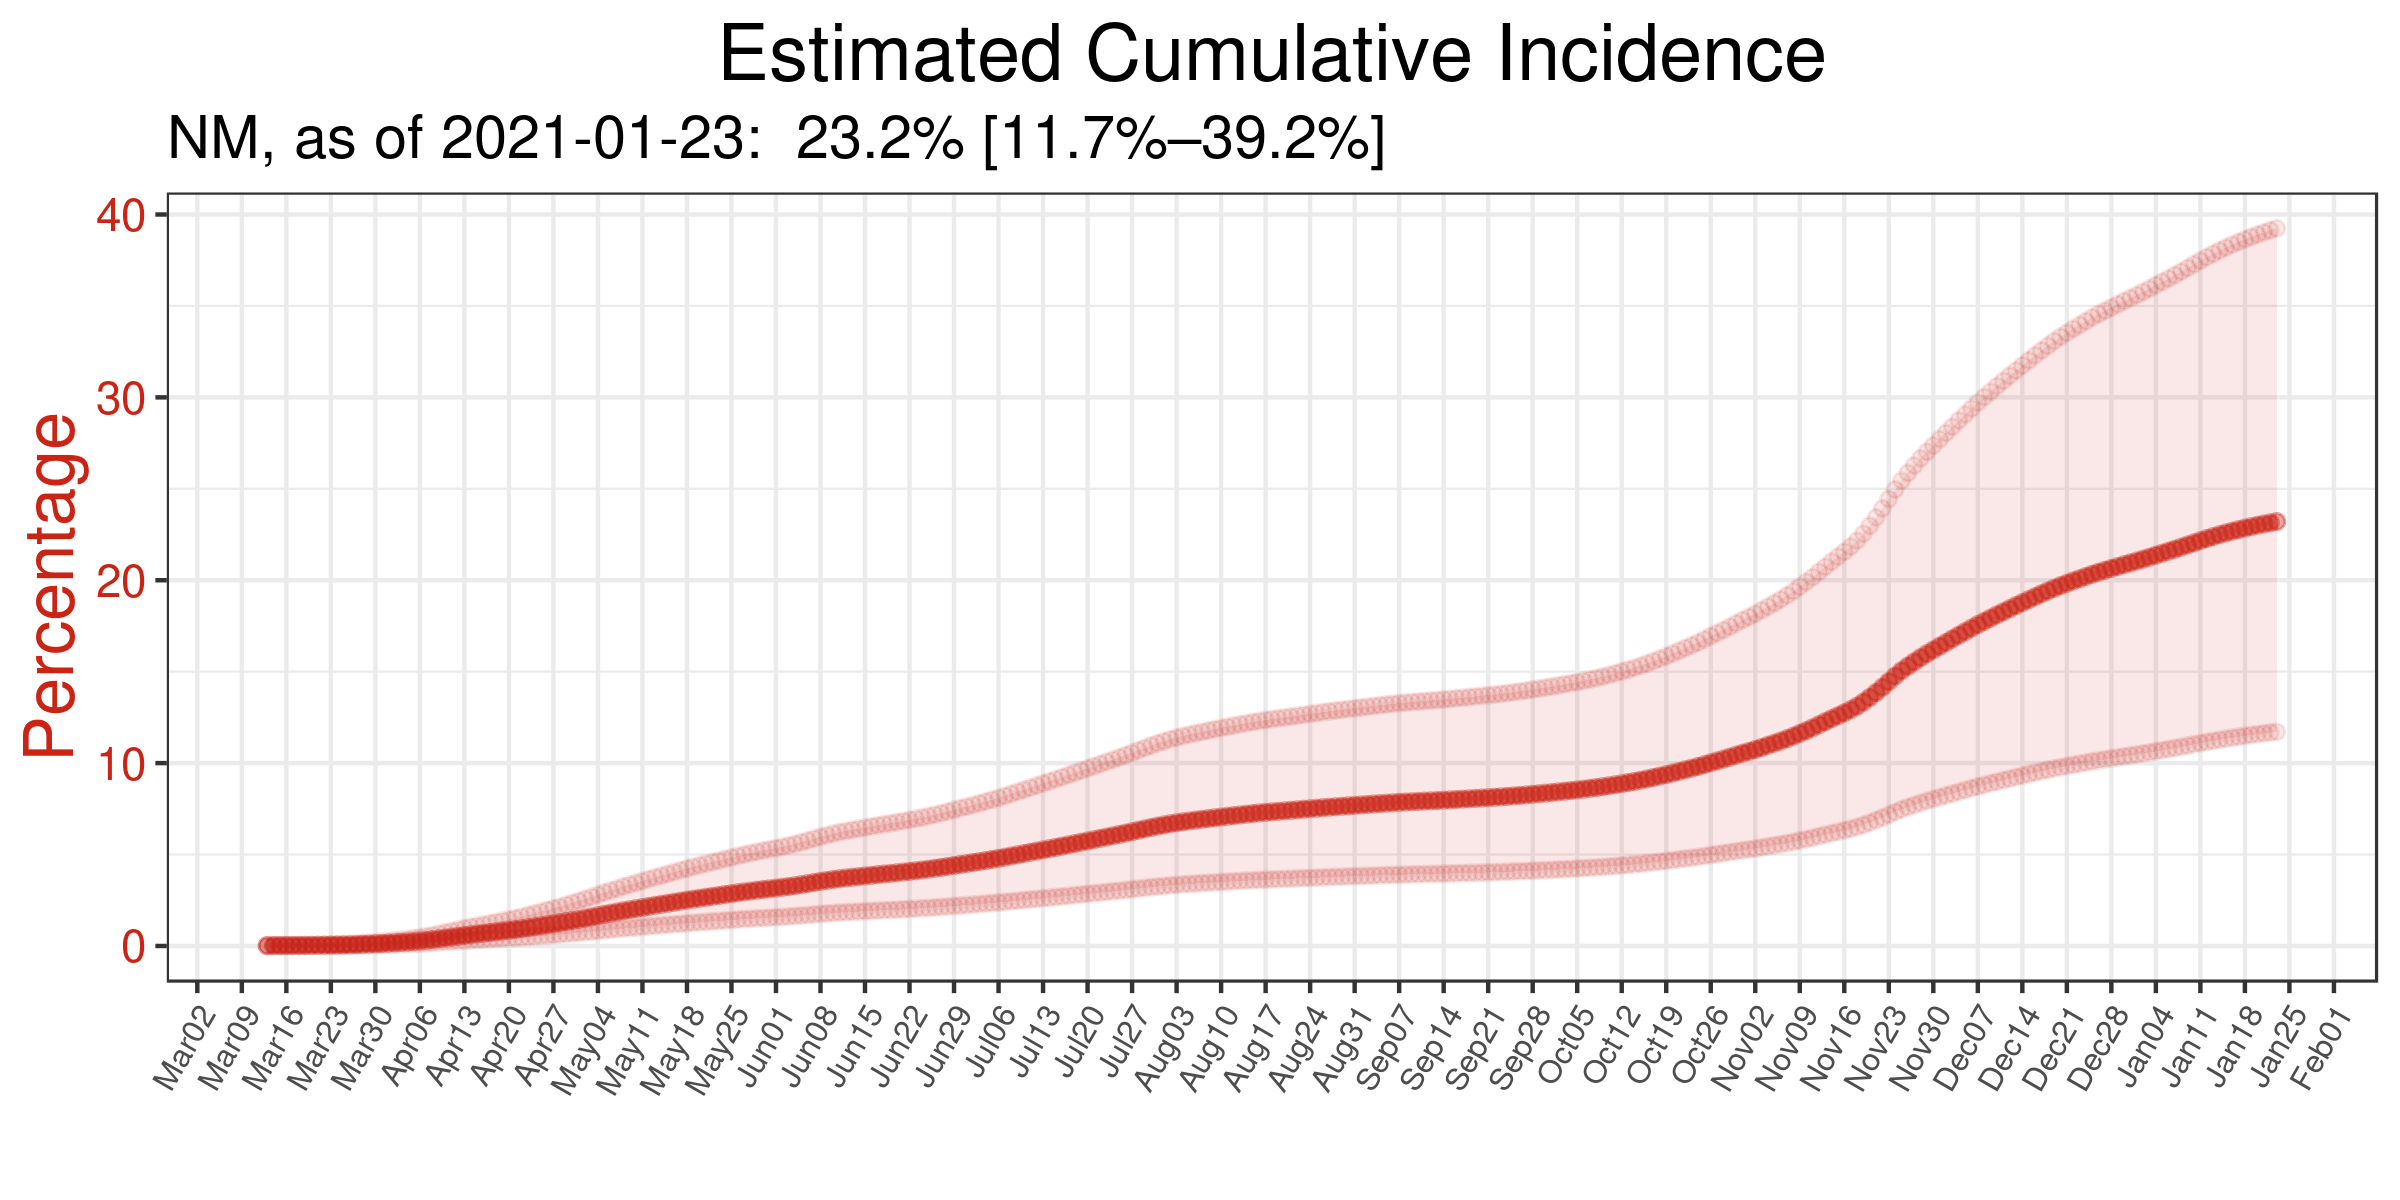 Estimated Cumulative Incidence
NM, as of 2021-01-23:  23.2% [11.7%–39.2%]
Percentage
40
30
20
10
0
Mar02
Mar09
Mar16
Mar23
Mar30
Apr06
Apr13
Apr20
Apr27
May04
May11
May18
May25
Jun01
Jun08
Jun15
Jun22
Jun29
Jul06
Jul13
Jul20
Jul27
Aug03
Aug10
Aug17
Aug24
Aug31
Sep07
Sep14
Sep21
Sep28
Oct05
Oct12
Oct19
Oct26
Nov02
Nov09
Nov16
Nov23
Nov30
Dec07
Dec14
Dec21
Dec28
Jan04
Jan11
Jan18
Jan25
Feb01